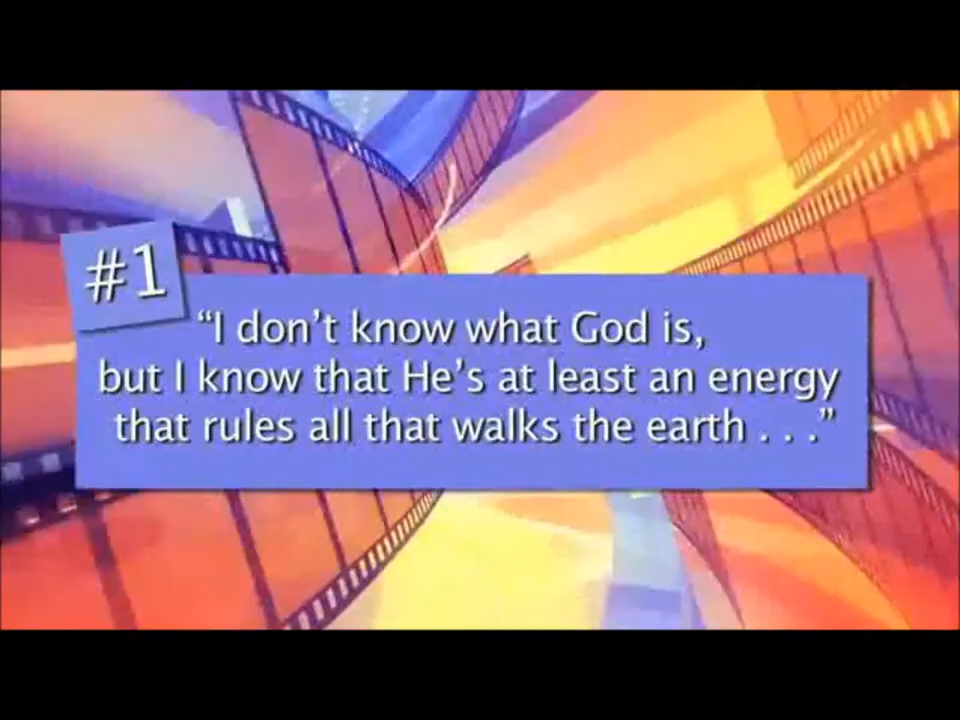 #1
“I don’t know what God is,
but I know that He’s at least an energy
that rules all that walks the earth . . .”